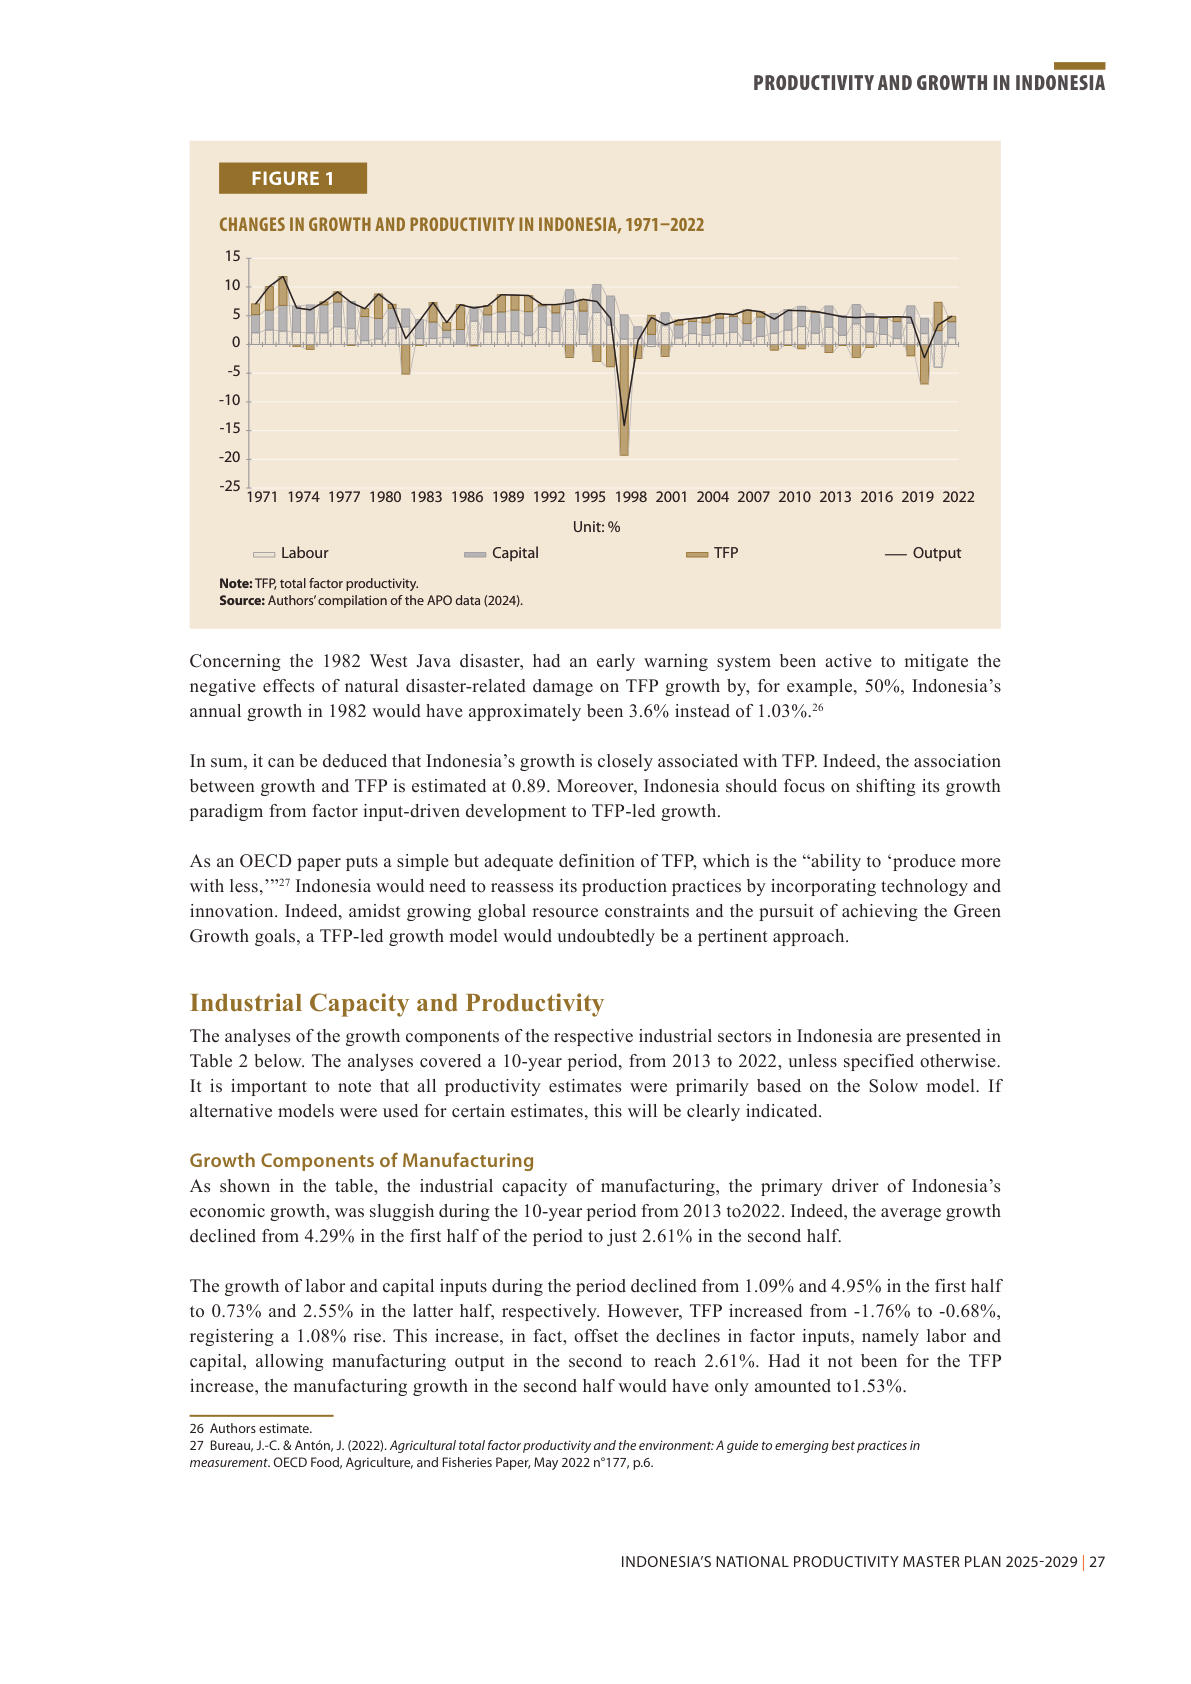 PRODUCTIVITY AND GROWTH IN INDONESIA
FIGURE 1
CHANGES IN GROWTH AND PRODUCTIVITY IN INDONESIA, 1971–2022
15
10
5
0
-5
-10
-15
-20
-25
1971 1974 1977 1980 1983 1986 1989 1992 1995 1998 2001 2004 2007 2010 2013 2016 2019 2022
Unit: %
Labour Capital TFP Output
Note: TFP, total factor productivity.
Source: Authors' compilation of the APO data (2024).
Concerning the 1982 West Java disaster, had an early warning system been active to mitigate the
negative effects of natural disaster-related damage on TFP growth by, for example, 50%, Indonesia's
annual growth in 1982 would have approximately been 3.6% instead of 1.03%.26
In sum, it can be deduced that Indonesia's growth is closely associated with TFP. Indeed, the association
between growth and TFP is estimated at 0.89. Moreover, Indonesia should focus on shifting its growth
paradigm from factor input-driven development to TFP-led growth.
As an OECD paper puts a simple but adequate definition of TFP, which is the “ability to ‘produce more
with less,’”27 Indonesia would need to reassess its production practices by incorporating technology and
innovation. Indeed, amidst growing global resource constraints and the pursuit of achieving the Green
Growth goals, a TFP-led growth model would undoubtedly be a pertinent approach.
Industrial Capacity and Productivity
The analyses of the growth components of the respective industrial sectors in Indonesia are presented in
Table 2 below. The analyses covered a 10-year period, from 2013 to 2022, unless specified otherwise.
It is important to note that all productivity estimates were primarily based on the Solow model. If
alternative models were used for certain estimates, this will be clearly indicated.
Growth Components of Manufacturing
As shown in the table, the industrial capacity of manufacturing, the primary driver of Indonesia's
economic growth, was sluggish during the 10-year period from 2013 to2022. Indeed, the average growth
declined from 4.29% in the first half of the period to just 2.61% in the second half.
The growth of labor and capital inputs during the period declined from 1.09% and 4.95% in the first half
to 0.73% and 2.55% in the latter half, respectively. However, TFP increased from -1.76% to -0.68%,
registering a 1.08% rise. This increase, in fact, offset the declines in factor inputs, namely labor and
capital, allowing manufacturing output in the second to reach 2.61%. Had it not been for the TFP
increase, the manufacturing growth in the second half would have only amounted to1.53%.
26 Authors estimate.
27 Bureau, J.-C. & Antón, J. (2022). Agricultural total factor productivity and the environment: A guide to emerging best practices in
measurement. OECD Food, Agriculture, and Fisheries Paper, May 2022 n°177, p.6.
INDONESIA'S NATIONAL PRODUCTIVITY MASTER PLAN 2025-2029 | 27